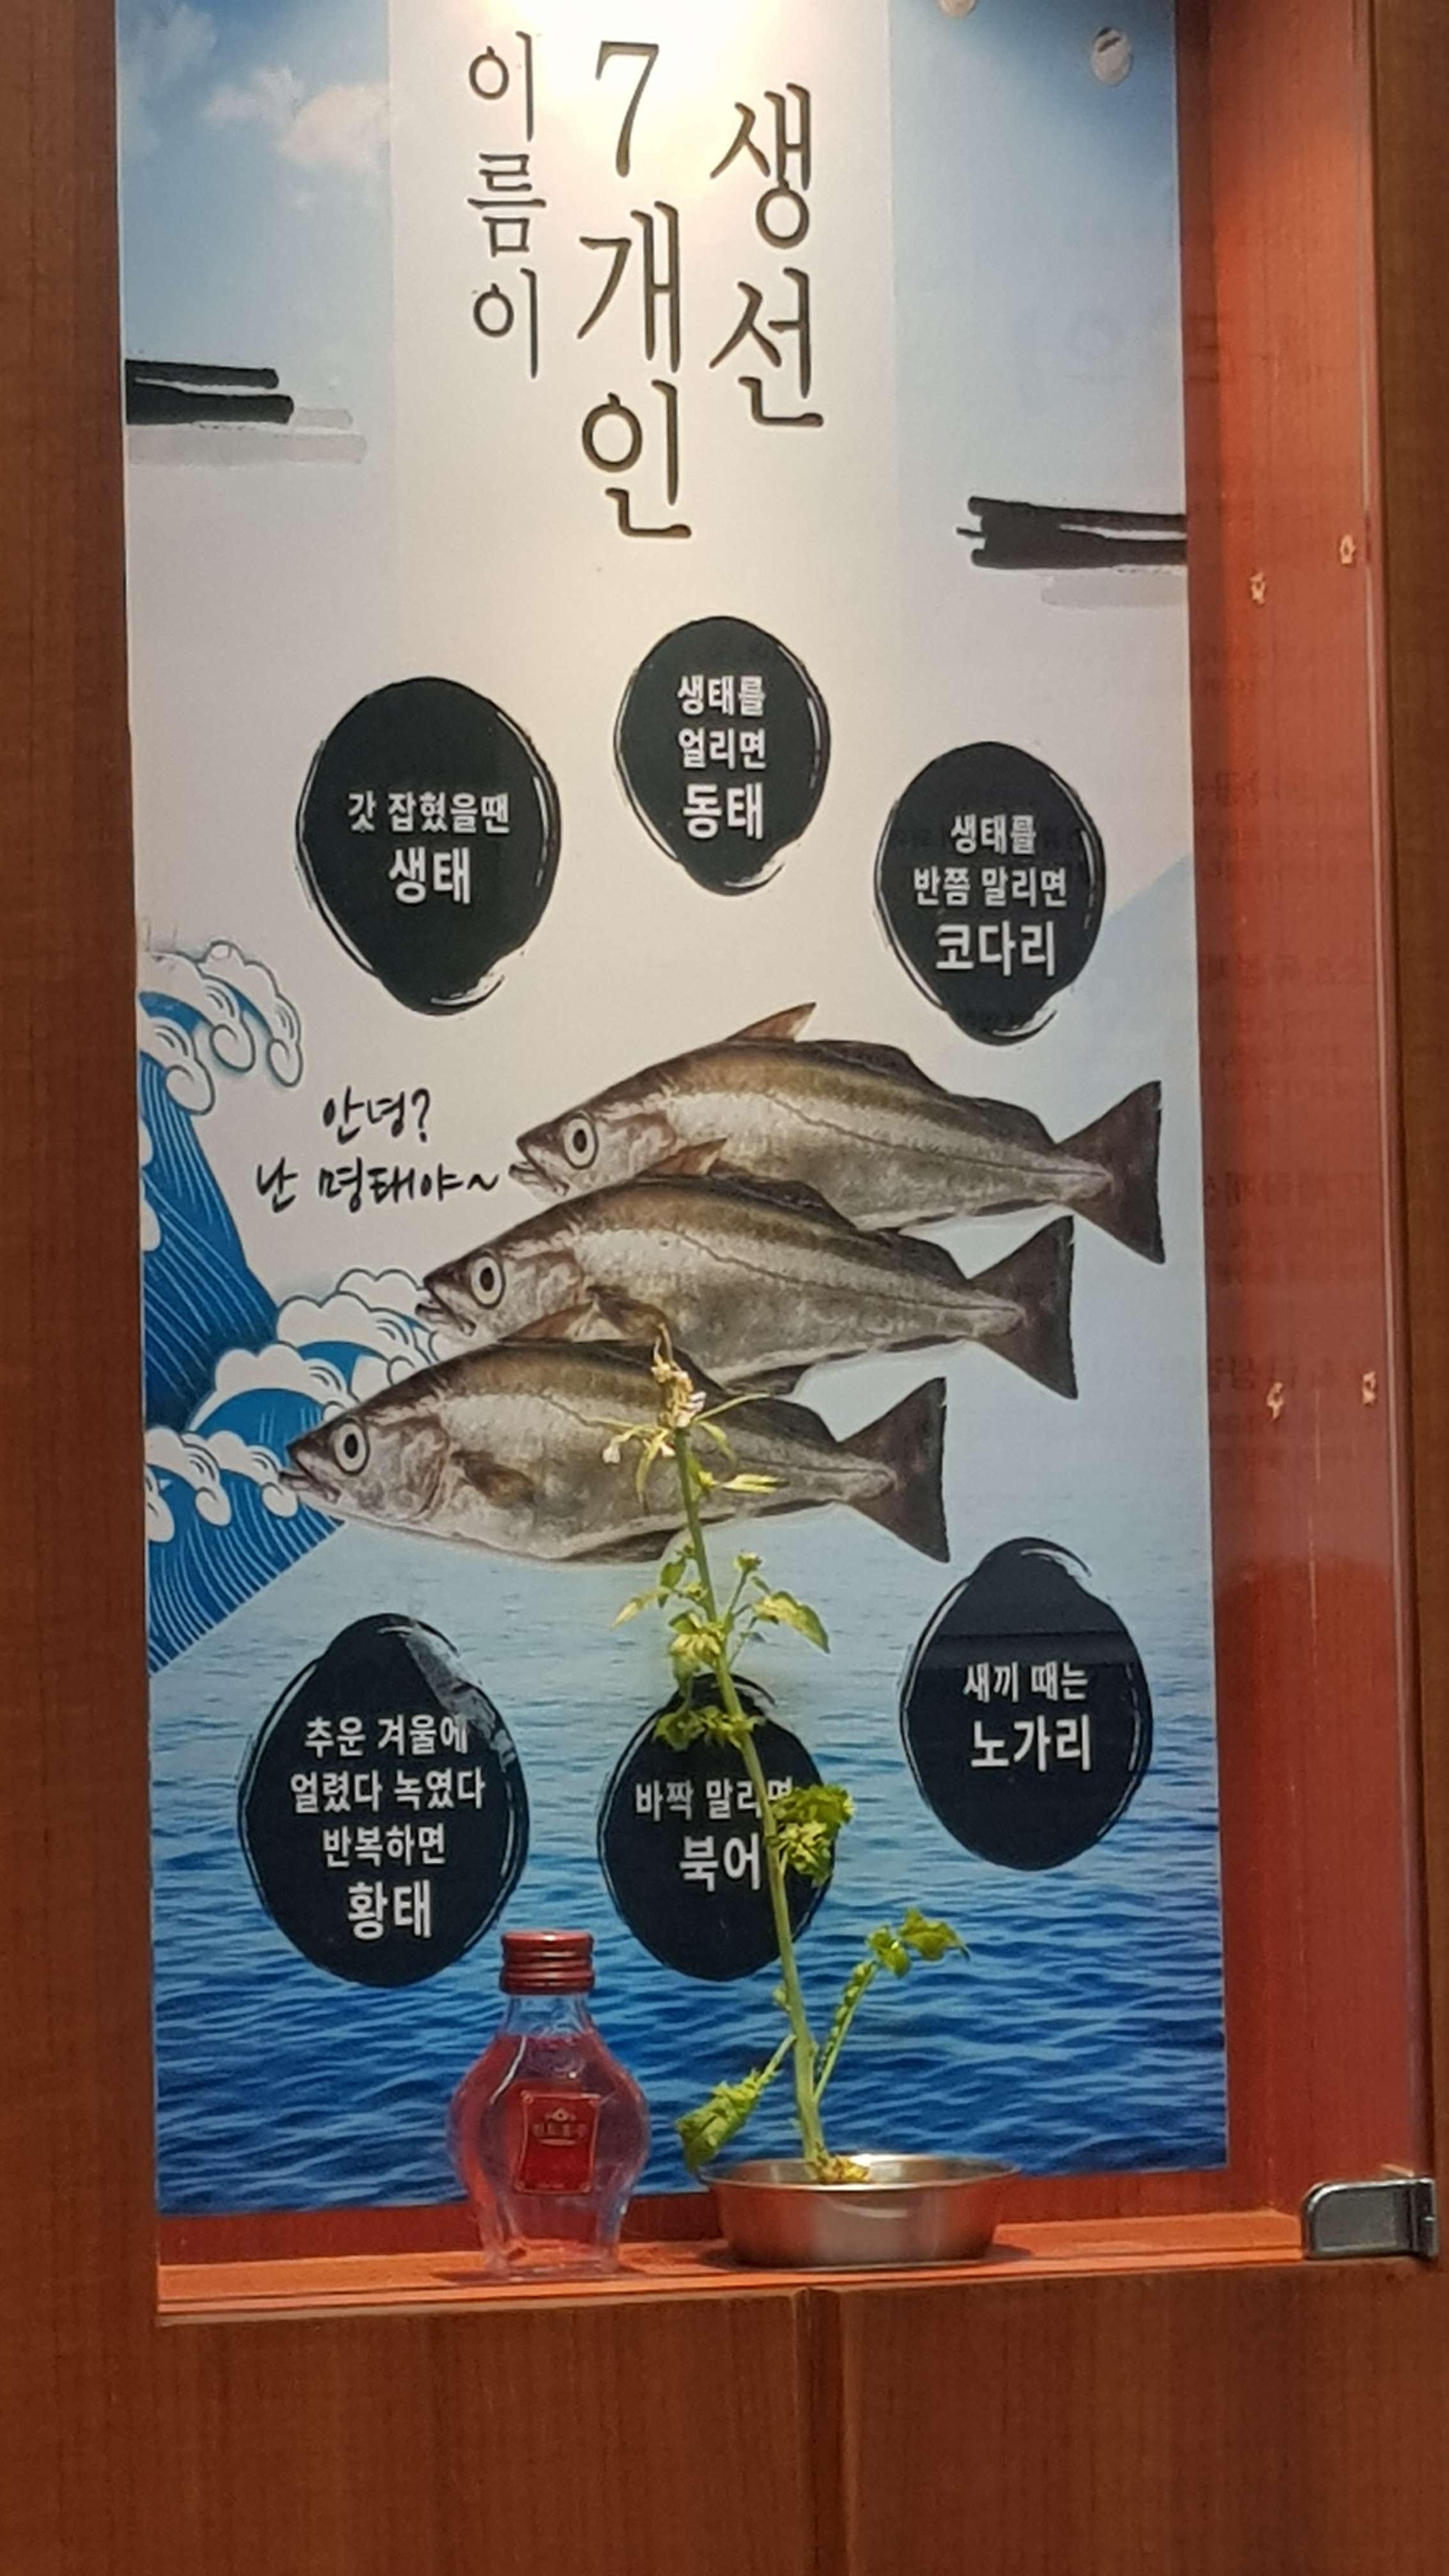 이름이
7개인
생선
갓 잡혔을땐
생태
생태를
얼리면
동태
생태를
반쯤 말리면
코다리
안녕?
난 명태야~
추운 겨울에
얼렸다 녹였다
반복하면
황태
바짝 말리면
북어
새끼 때는
노가리